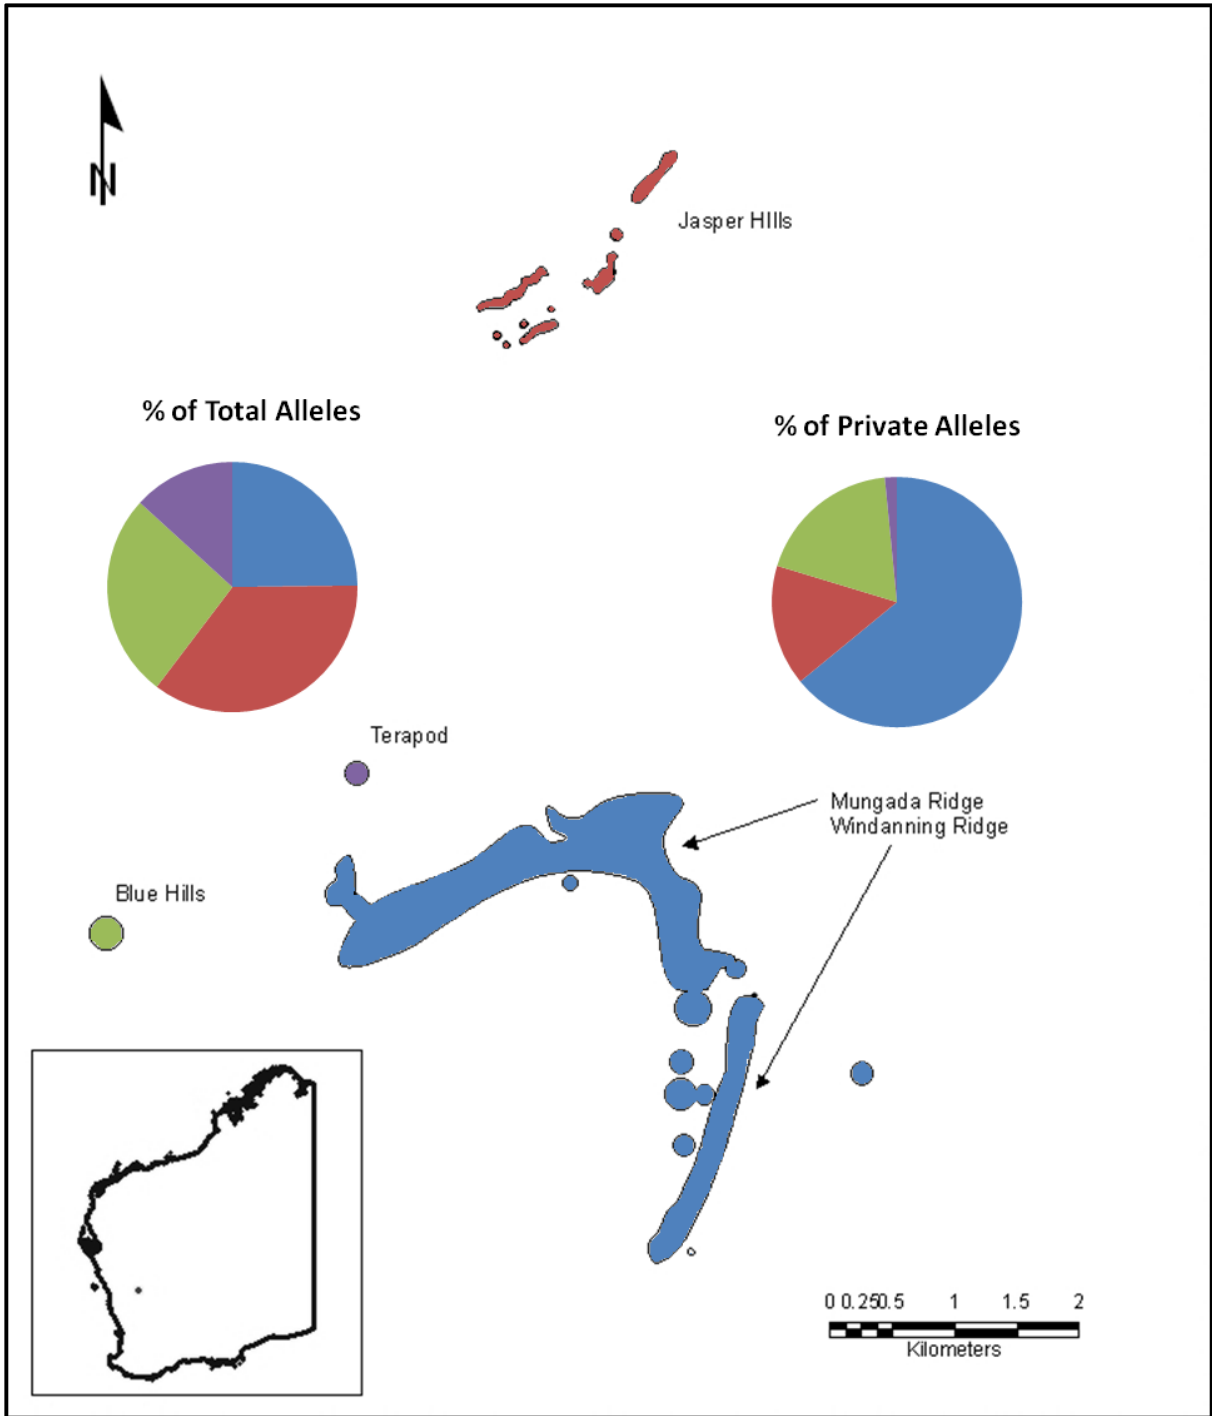 N
Jasper HIlls
% of Total Alleles
% of Private Alleles
Terapod
Mungada Ridge
Windanning Ridge
Blue Hills
0 0.250.5 1 1.5 2
Kilometers